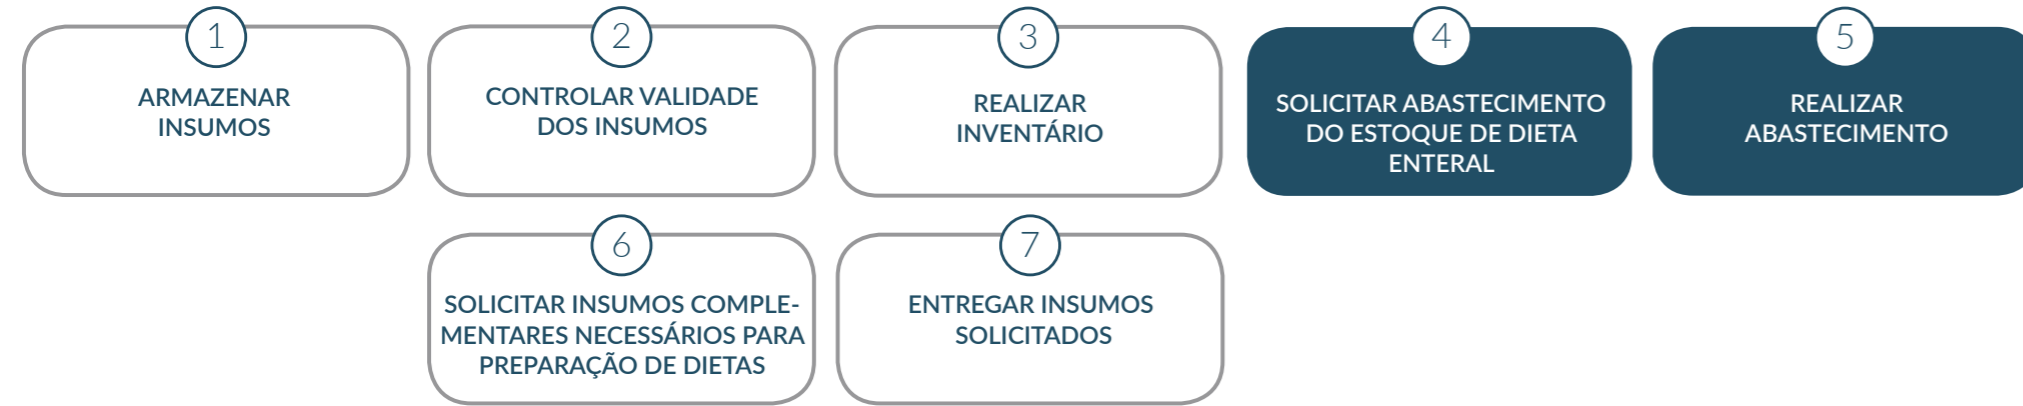 1
ARMAZENAR
INSUMOS
2
CONTROLAR VALIDADE
DOS INSUMOS
3
REALIZAR
INVENTÁRIO
4
SOLICITAR ABASTECIMENTO
DO ESTOQUE DE DIETA
ENTERAL
5
REALIZAR
ABASTECIMENTO
6
SOLICITAR INSUMOS COMPLE-
MENTARES NECESSÁRIOS PARA
PREPARAÇÃO DE DIETAS
7
ENTREGAR INSUMOS
SOLICITADOS